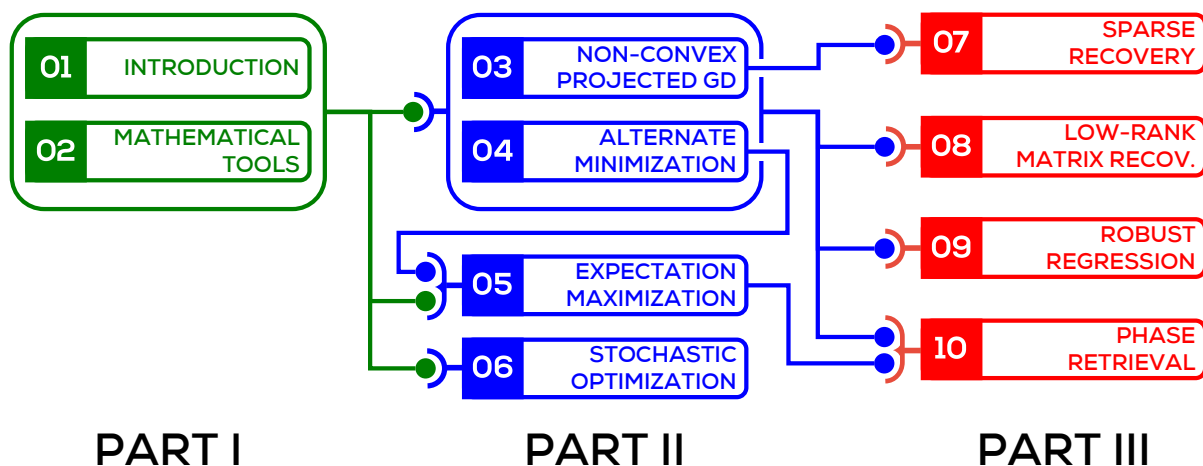 01 INTRODUCTION
02 MATHEMATICAL
TOOLS
03 NON-CONVEX
PROJECTED GD
04 ALTERNATE
MINIMIZATION
05 EXPECTATION
MAXIMIZATION
06 STOCHASTIC
OPTIMIZATION
07 SPARSE
RECOVERY
08 LOW-RANK
MATRIX RECOV.
09 ROBUST
REGRESSION
10 PHASE
RETRIEVAL
PART I
PART II
PART III